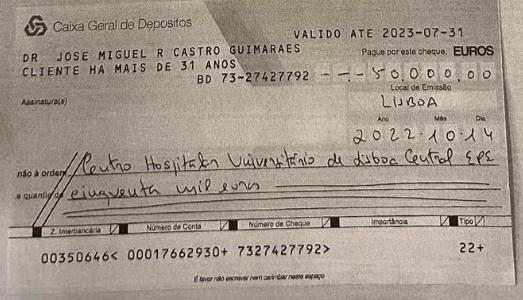 Caixa Geral de Depositos
VALIDO ATE 2023-07-31
DR JOSE MIGUEL R CASTRO GUIMARAES
Pague por este cheque, EUROS
CLIENTE HA MAIS DE 31 ANOS
BD 73-27427792 ---50.000,00
Local de Emissão
Assinatura(s)
LISBOA
Ano Mês Dia
2022-10-14
não à ordem Centro Hospitalar Universitário de Lisboa Central EPE
a quantia de cinquenta mil euros
Z. Interbancária Número de Conta Número de Cheque Importância Tipo
00350646< 00017662930+ 7327427792> 22+
É favor não escrever nem carimbar neste espaço